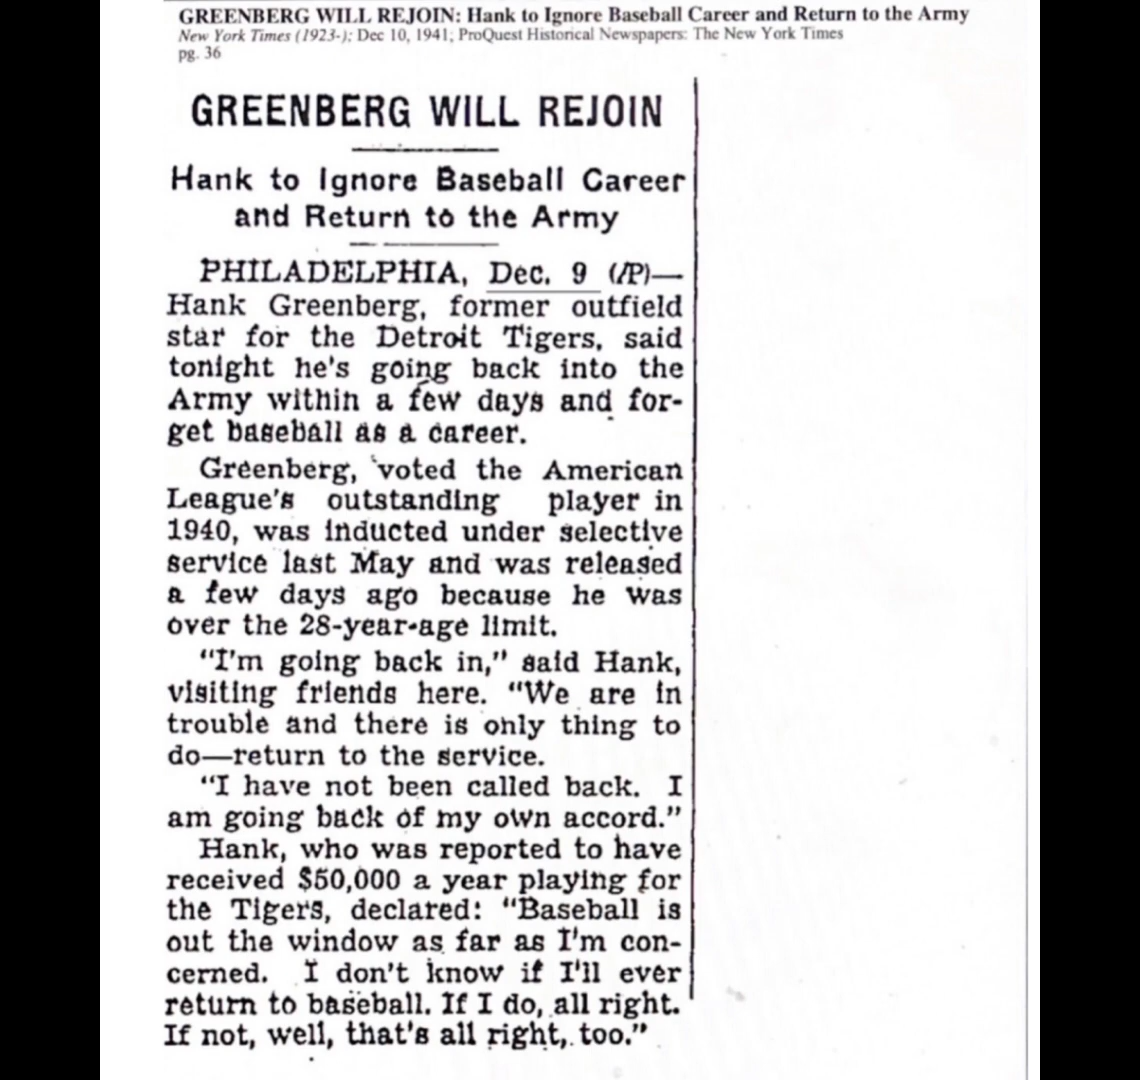 GREENBERG WILL REJOIN: Hank to Ignore Baseball Career and Return to the Army
New York Times (1923-); Dec 10, 1941; ProQuest Historical Newspapers: The New York Times
pg. 36
GREENBERG WILL REJOIN
Hank to Ignore Baseball Career
and Return to the Army
PHILADELPHIA, Dec. 9 (AP)—
Hank Greenberg, former outfield
star for the Detroit Tigers, said
tonight he's going back into the
Army within a few days and for-
get baseball as a career.
Greenberg, voted the American
League's outstanding player in
1940, was inducted under selective
service last May and was released
a few days ago because he was
over the 28-year-age limit.
"I'm going back in," said Hank,
visiting friends here. "We are in
trouble and there is only thing to
do—return to the service.
"I have not been called back. I
am going back of my own accord."
Hank, who was reported to have
received $50,000 a year playing for
the Tigers, declared: "Baseball is
out the window as far as I'm con-
cerned. I don't know if I'll ever
return to baseball. If I do, all right.
If not, well, that's all right, too."